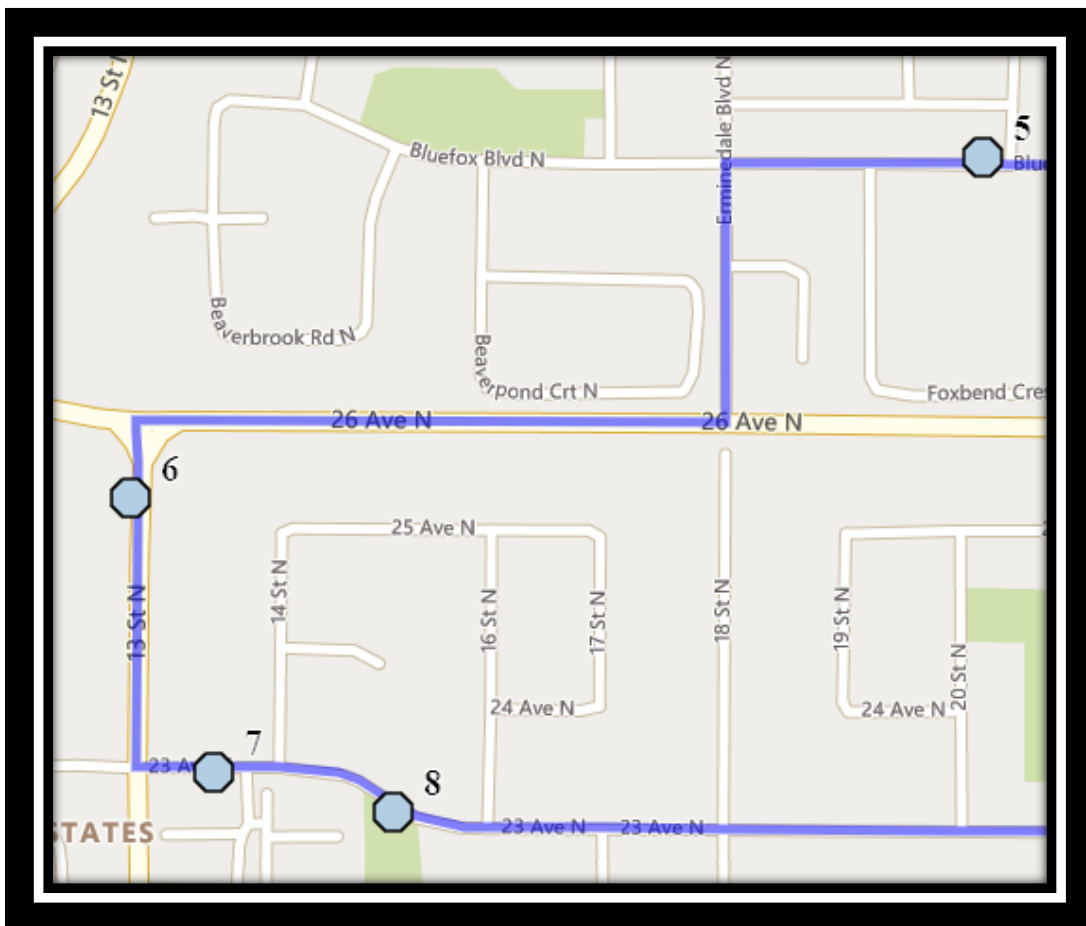 13 St N
Erminedale Blvd N
5
Bluefox Blvd N
Blue
Beaverbrook Rd N
Beaverpond Crt N
Foxbend Cres
26 Ave N
26 Ave N
6
25 Ave N
2
14 St N
16 St N
17 St N
18 St N
19 St N
20 St N
13 St N
24 Ave N
24 Ave N
7
23 A
8
23 Ave N
23 Ave N
STATES